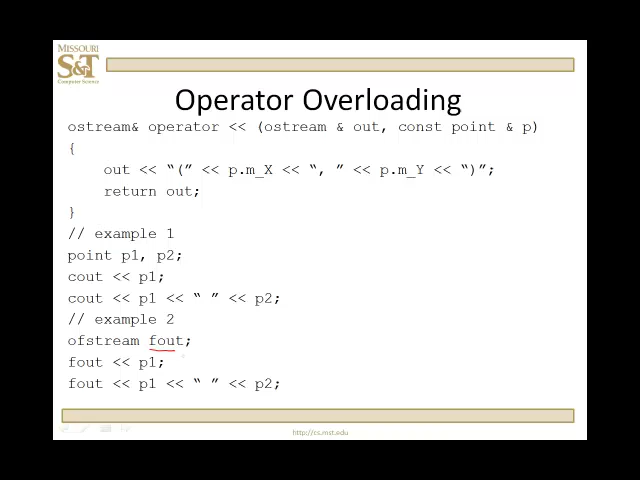 MISSOURI
S&T
Computer Science
Operator Overloading
ostream& operator << (ostream & out, const point & p)
{
out << “(” << p.m_X << “, ” << p.m_Y << “)”;
return out;
}
// example 1
point p1, p2;
cout << p1;
cout << p1 << “ ” << p2;
// example 2
ofstream fout;
fout << p1;
fout << p1 << “ ” << p2;
http://cs.mst.edu